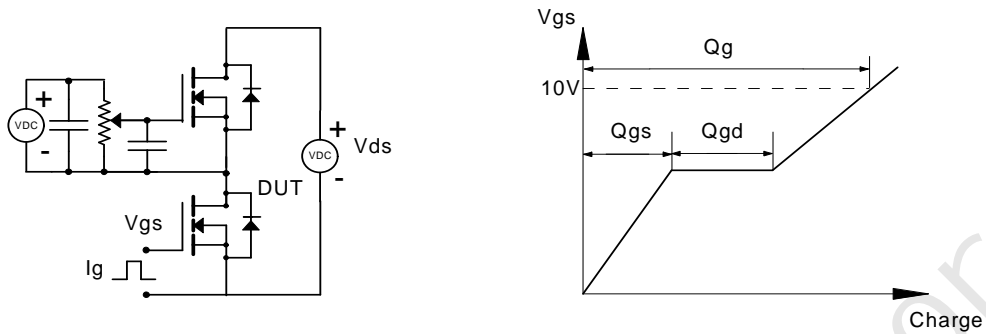 +
VDC
-
+
VDC
-
Vds
DUT
Vgs
Ig
Vgs
Qg
10V
Qgs
Qgd
Charge